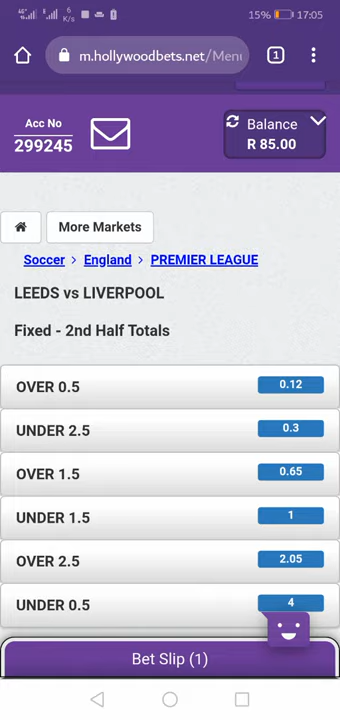 6
K/s
15%
17:05
m.hollywoodbets.net/Menu
1
Acc No
299245
Balance
R 85.00
More Markets
Soccer > England > PREMIER LEAGUE
LEEDS vs LIVERPOOL
Fixed - 2nd Half Totals
OVER 0.5 0.12
UNDER 2.5 0.3
OVER 1.5 0.65
UNDER 1.5 1
OVER 2.5 2.05
UNDER 0.5 4
Bet Slip (1)